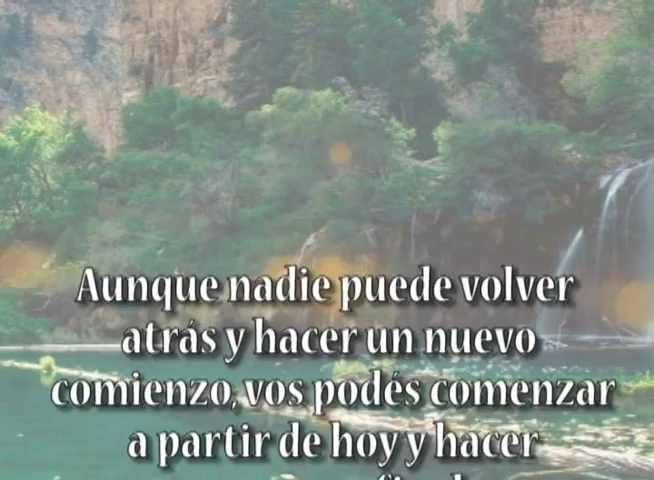 Aunque nadie puede volver
atrás y hacer un nuevo
comienzo, vos podés comenzar
a partir de hoy y hacer